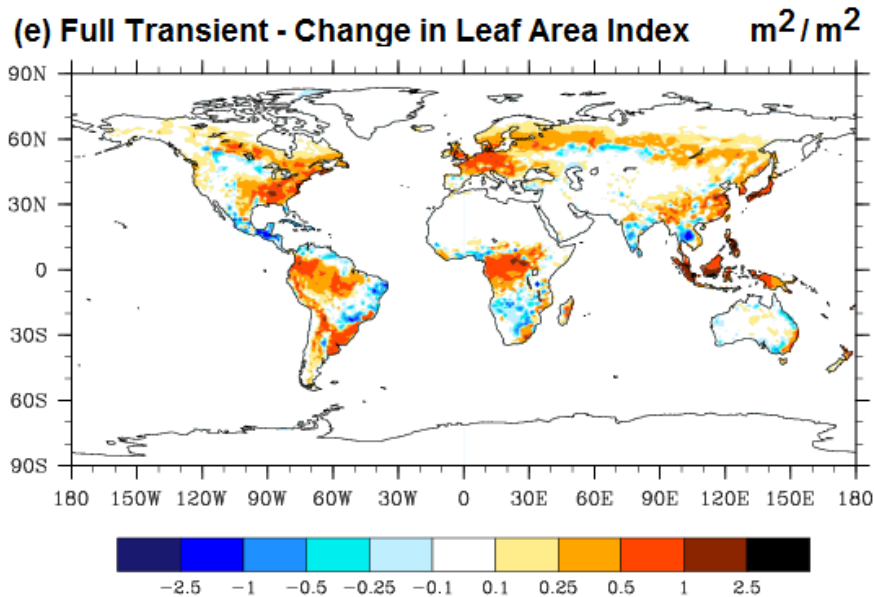 (e) Full Transient - Change in Leaf Area Index m²/m²
90N
60N
30N
0
30S
60S
90S
180 150W 120W 90W 60W 30W 0 30E 60E 90E 120E 150E 180
−2.5 −1 −0.5 −0.25 −0.1 0.1 0.25 0.5 1 2.5